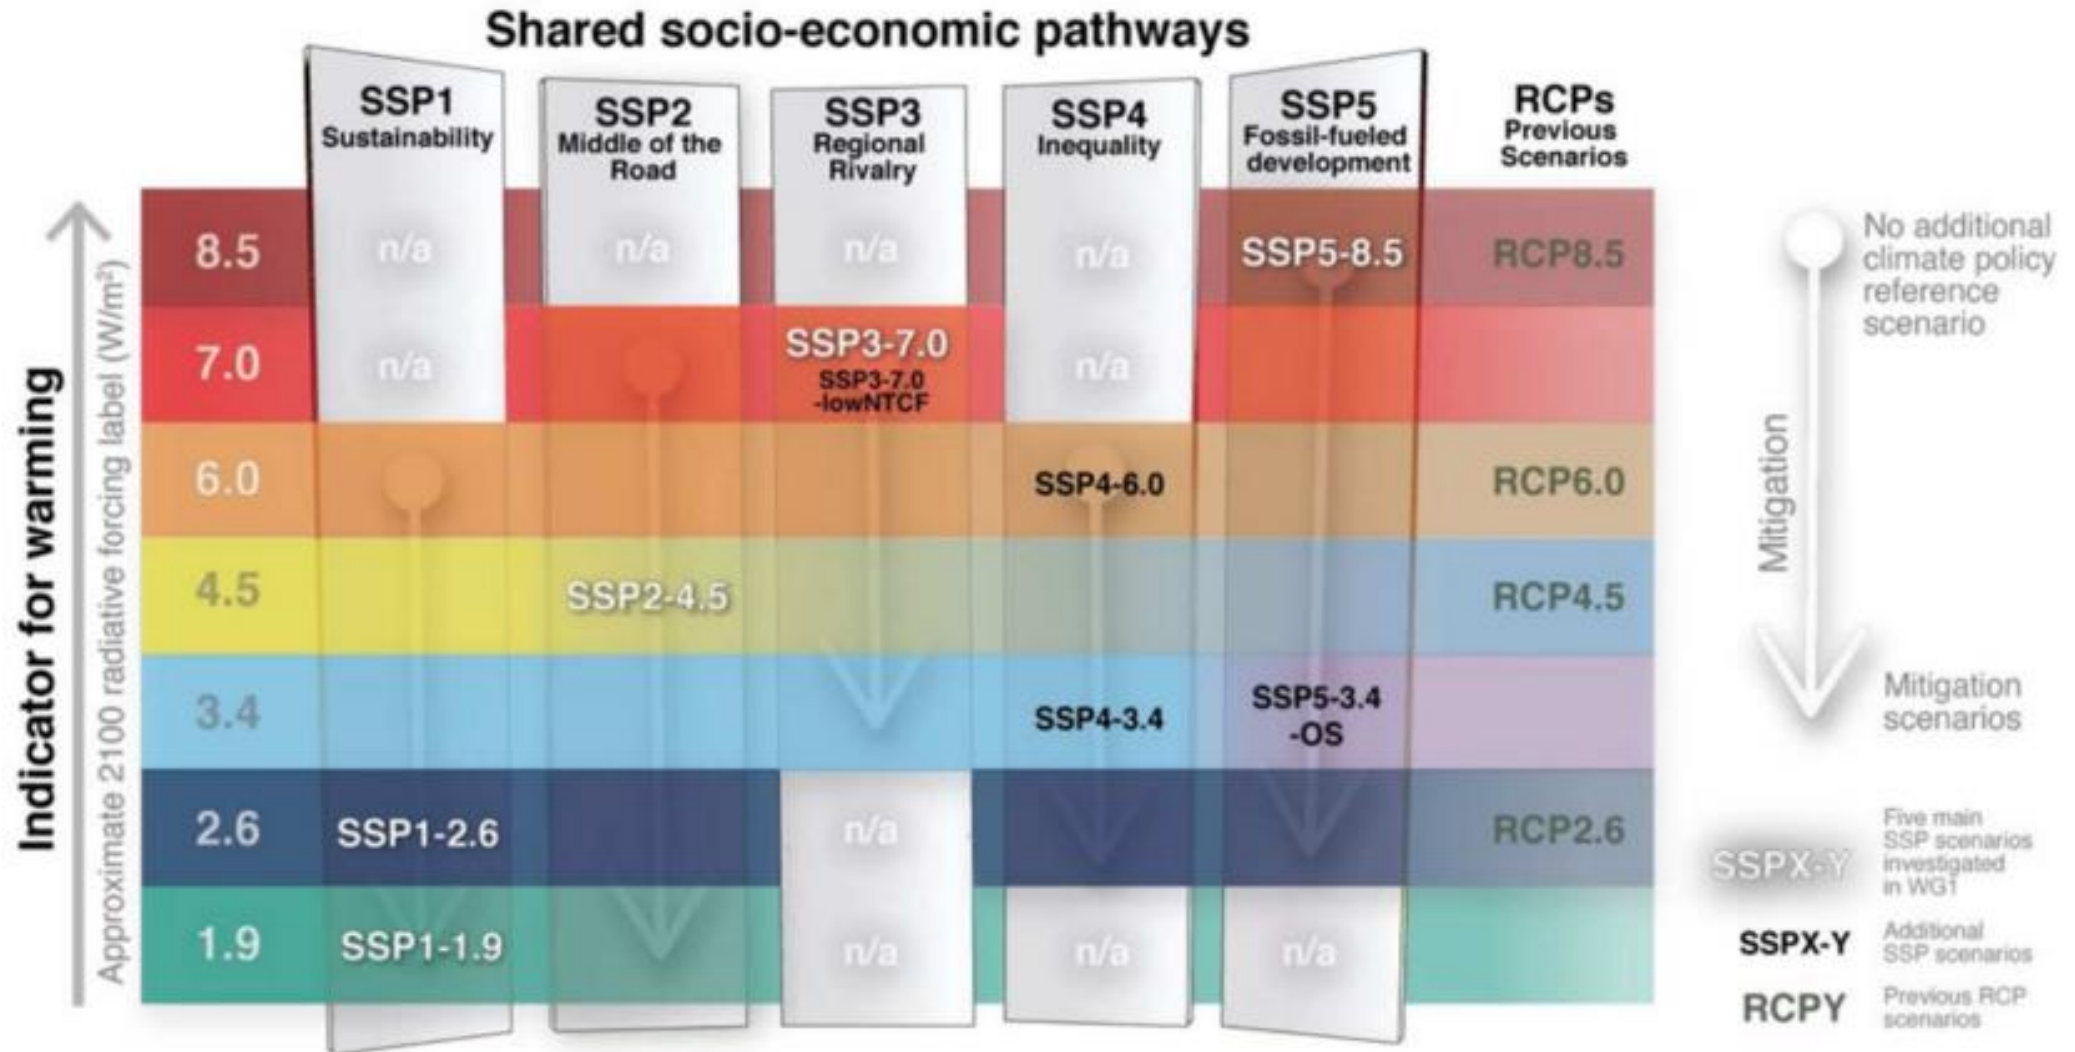 Shared socio-economic pathways
SSP1
Sustainability
SSP2
Middle of the
Road
SSP3
Regional
Rivalry
SSP4
Inequality
SSP5
Fossil-fueled
development
RCPs
Previous
Scenarios
Indicator for warming
Approximate 2100 radiative forcing label (W/m²)
8.5
n/a
n/a
n/a
n/a
SSP5-8.5
RCP8.5
7.0
n/a
SSP3-7.0
SSP3-7.0
-lowNTCF
n/a
6.0
SSP4-6.0
RCP6.0
4.5
SSP2-4.5
RCP4.5
3.4
SSP4-3.4
SSP5-3.4
-OS
2.6
SSP1-2.6
n/a
RCP2.6
1.9
SSP1-1.9
n/a
n/a
n/a
No additional
climate policy
reference
scenario
Mitigation
Mitigation
scenarios
SSPX-Y
Five main
SSP scenarios
investigated
in WG1
SSPX-Y
Additional
SSP scenarios
RCPY
Previous RCP
scenarios